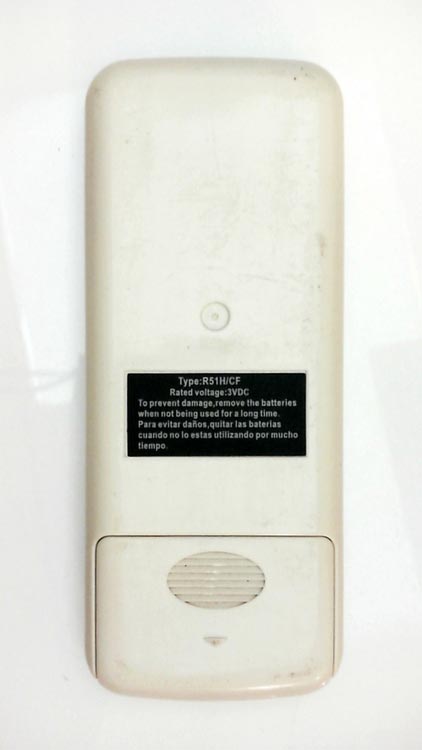 Type:R51H/CF
Rated voltage:3VDC
To prevent damage,remove the batteries
when not being used for a long time.
Para evitar daños,quitar las baterias
cuando no lo estas utilizando por mucho
tiempo.